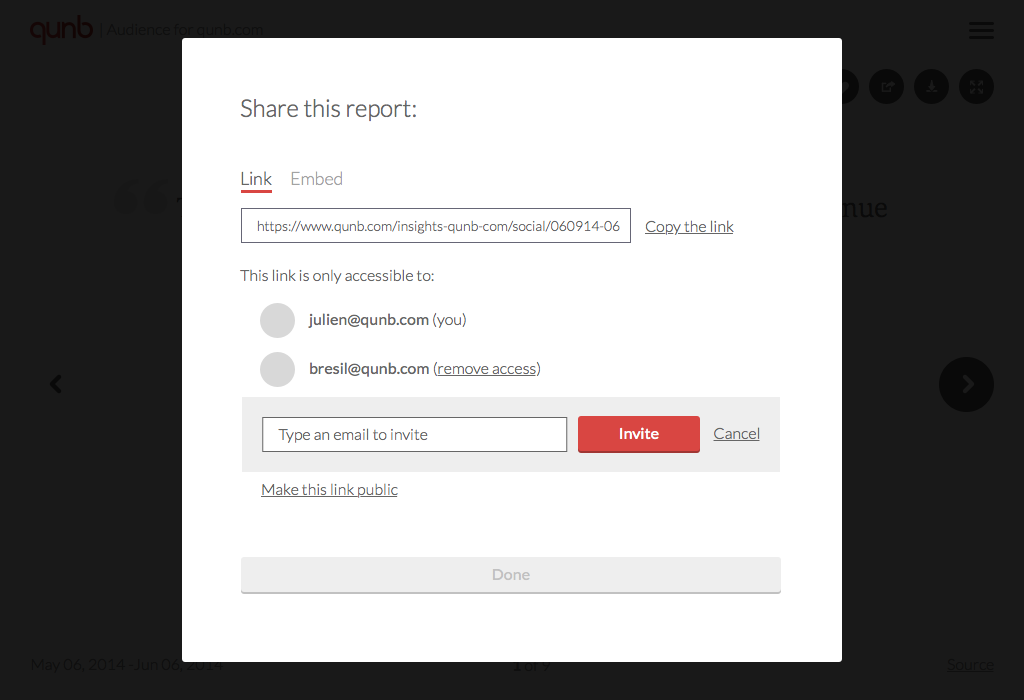 qunb | Audience for qunb.com
Share this report:
Link Embed
nue
https://www.qunb.com/insights-qunb-com/social/060914-06 Copy the link
This link is only accessible to:
julien@qunb.com (you)
bresil@qunb.com (remove access)
Type an email to invite Invite Cancel
Make this link public
Done
May 06, 2014 - Jun 06, 2014 1 of 9 Source